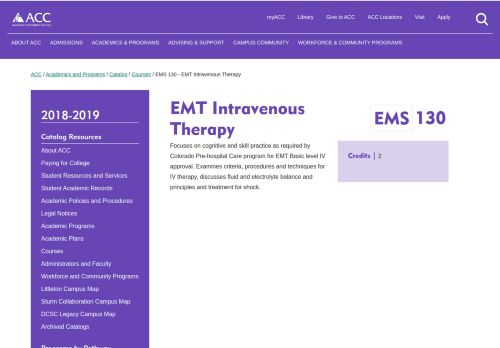 myACC Library Give to ACC ACC Locations Visit Apply
ACC
ABOUT ACC ADMISSIONS ACADEMICS & PROGRAMS ADVISING & SUPPORT CAMPUS COMMUNITY WORKFORCE & COMMUNITY PROGRAMS
ACC / Academics and Programs / Catalog / Courses / EMS 130 - EMT Intravenous Therapy
2018-2019
Catalog Resources
About ACC
Paying for College
Student Resources and Services
Student Academic Records
Academic Policies and Procedures
Legal Notices
Academic Programs
Academic Plans
Courses
Administrators and Faculty
Workforce and Community Programs
Littleton Campus Map
Sturm Collaboration Campus Map
DCSC Legacy Campus Map
Archived Catalogs
Programs by Pathway
EMT Intravenous
Therapy
Focuses on cognitive and skill practice as required by
Colorado Pre-hospital Care program for EMT Basic level IV
approval. Examines criteria, procedures and techniques for
IV therapy, discusses fluid and electrolyte balance and
principles and treatment for shock.
EMS 130
Credits | 2